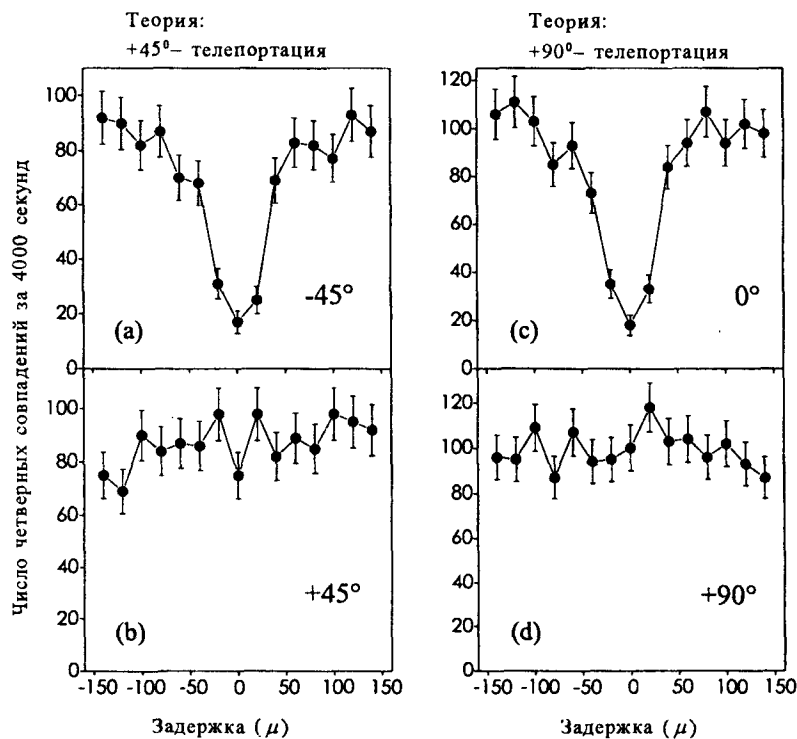 Теория:
+45⁰– телепортация
Теория:
+90⁰– телепортация
Число четверных совпадений за 4000 секунд
100
80
60
40
20
0
-45°
(a)
120
100
80
60
40
20
0
0°
(c)
100
80
60
40
20
0
+45°
(b)
-150 -100 -50 0 50 100 150
Задержка (μ)
120
100
80
60
40
20
0
+90°
(d)
-150 -100 -50 0 50 100 150
Задержка (μ)